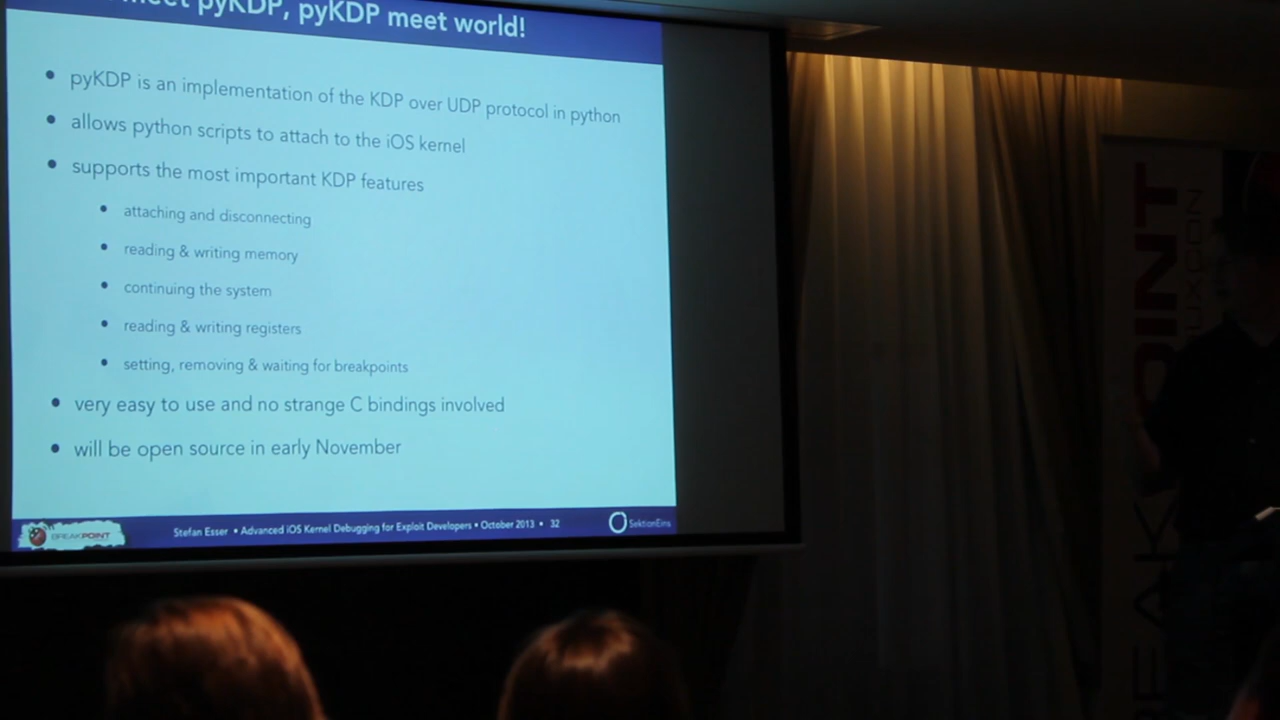 meet pyKDP, pyKDP meet world!
• pyKDP is an implementation of the KDP over UDP protocol in python
• allows python scripts to attach to the iOS kernel
• supports the most important KDP features
• attaching and disconnecting
• reading & writing memory
• continuing the system
• reading & writing registers
• setting, removing & waiting for breakpoints
• very easy to use and no strange C bindings involved
• will be open source in early November
BREAKPOINT
Stefan Esser • Advanced iOS Kernel Debugging for Exploit Developers • October 2013 • 32
SektionEins
BREAKPOINT
RUXCON